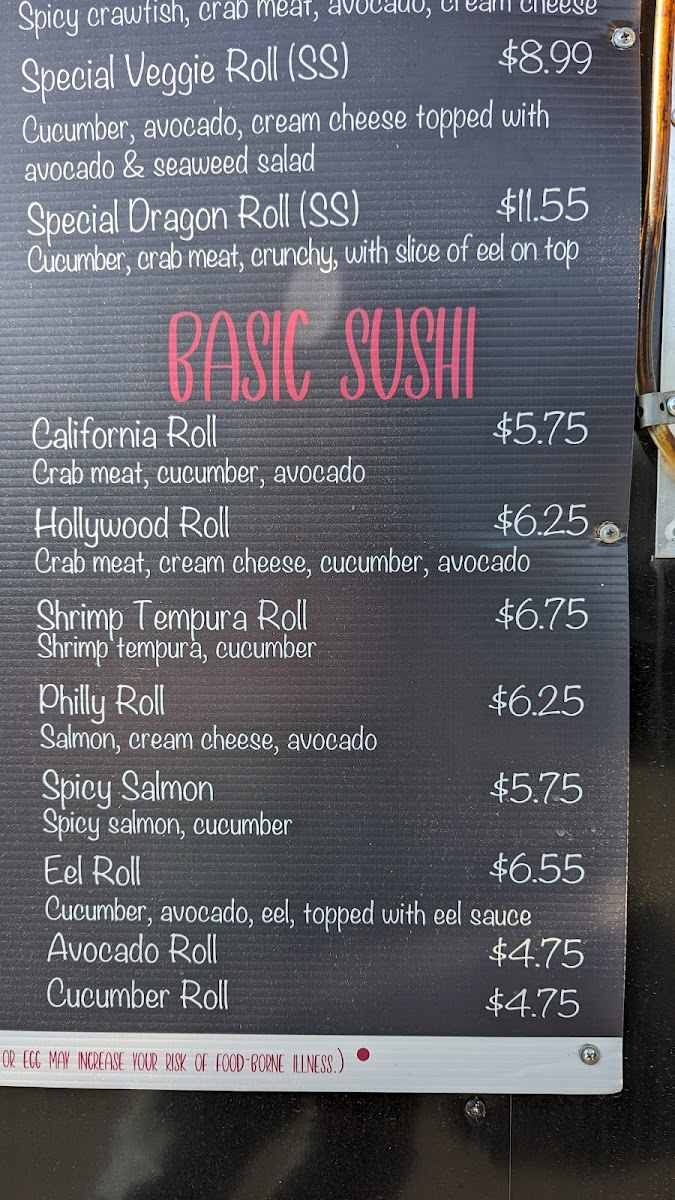 Spicy crawfish, crab meat, avocado, cream cheese
Special Veggie Roll (SS) $8.99
Cucumber, avocado, cream cheese topped with
avocado & seaweed salad
Special Dragon Roll (SS) $11.55
Cucumber, crab meat, crunchy, with slice of eel on top
BASIC SUSHI
California Roll $5.75
Crab meat, cucumber, avocado
Hollywood Roll $6.25
Crab meat, cream cheese, cucumber, avocado
Shrimp Tempura Roll $6.75
Shrimp tempura, cucumber
Philly Roll $6.25
Salmon, cream cheese, avocado
Spicy Salmon $5.75
Spicy salmon, cucumber
Eel Roll $6.55
Cucumber, avocado, eel, topped with eel sauce
Avocado Roll $4.75
Cucumber Roll $4.75
OR EGG MAY INCREASE YOUR RISK OF FOOD-BORNE ILLNESS.)